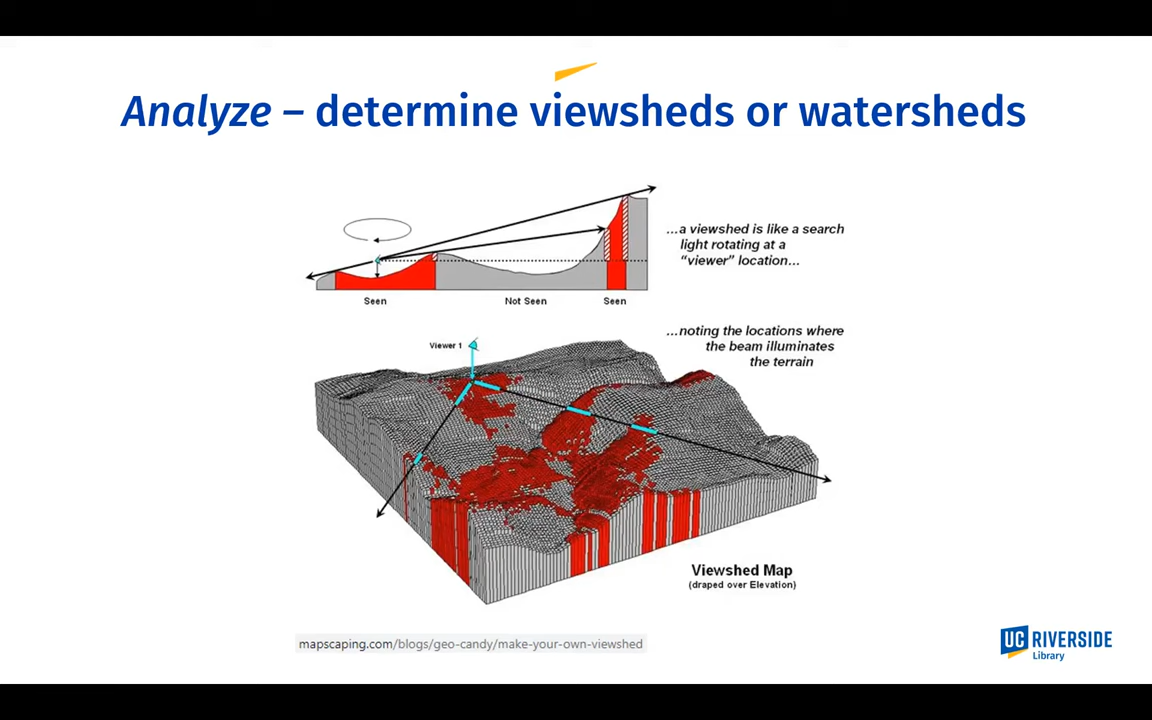 Analyze – determine viewsheds or watersheds
...a viewshed is like a search
light rotating at a
“viewer” location...
Seen
Not Seen
Seen
...noting the locations where
the beam illuminates
the terrain
Viewer 1
Viewshed Map
(draped over Elevation)
mapscaping.com/blogs/geo-candy/make-your-own-viewshed
UC RIVERSIDE
Library